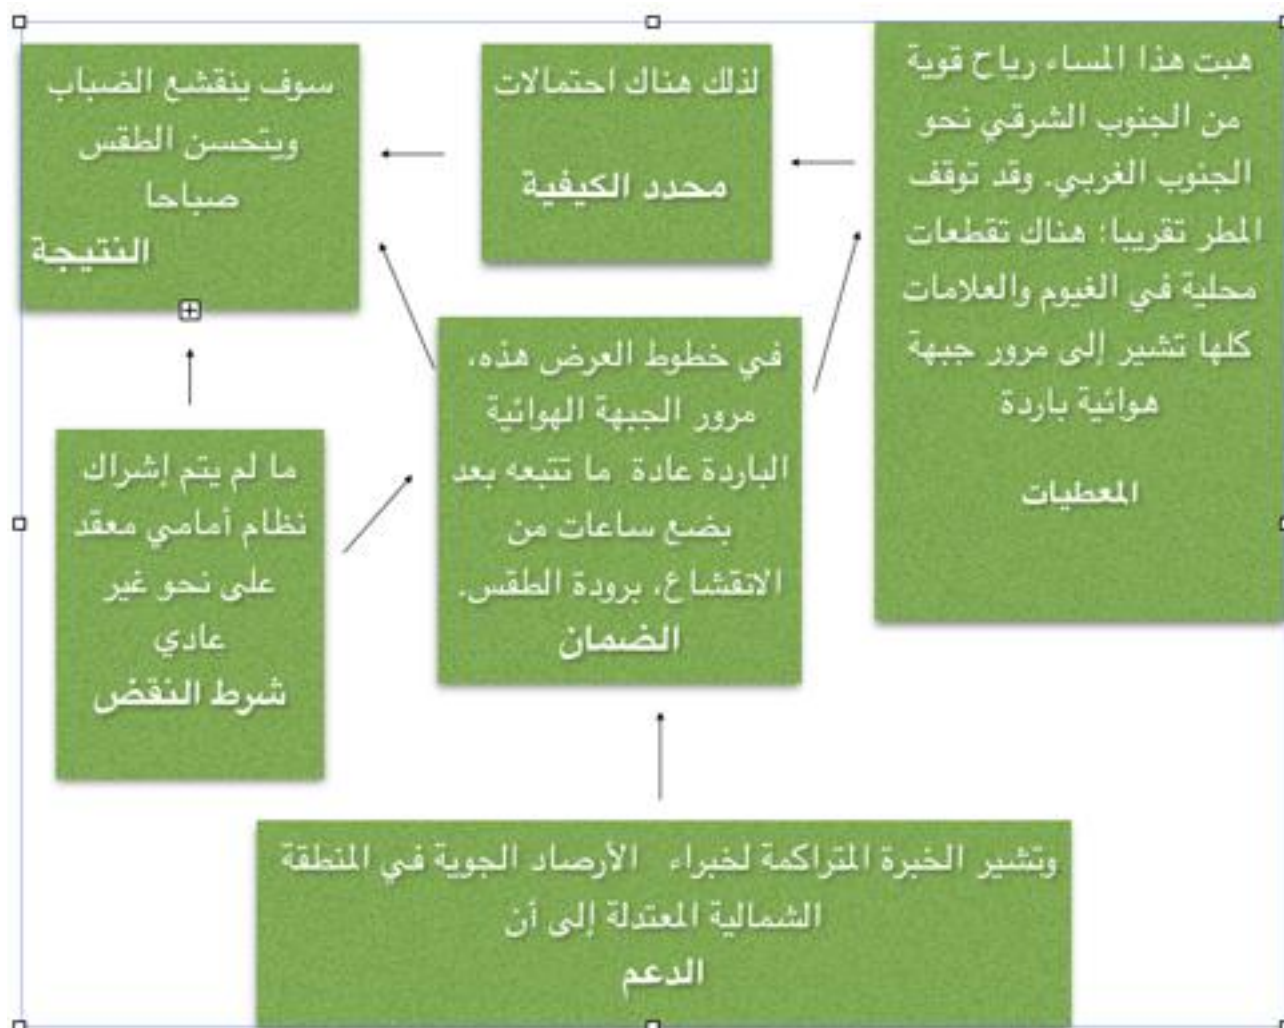 هبت هذا المساء رياح قوية
من الجنوب الشرقي نحو
الجنوب الغربي. وقد توقف
المطر تقريبا: هناك تقطعات
محلية في الغيوم والعلامات
كلها تشير إلى مرور جبهة
هوائية باردة
المعطيات
لذلك هناك احتمالات
محدد الكيفية
سوف ينقشع الضباب
ويتحسن الطقس
صباحا
النتيجة
في خطوط العرض هذه،
مرور الجبهة الهوائية
الباردة عادة ما تتبعه بعد
بضع ساعات من
الانقشاع، برودة الطقس.
الضمان
ما لم يتم إشراك
نظام أمامي معقد
على نحو غير
عادي
شرط النقض
وتشير الخبرة المتراكمة لخبراء الأرصاد الجوية في المنطقة
الشمالية المعتدلة إلى أن
الدعم